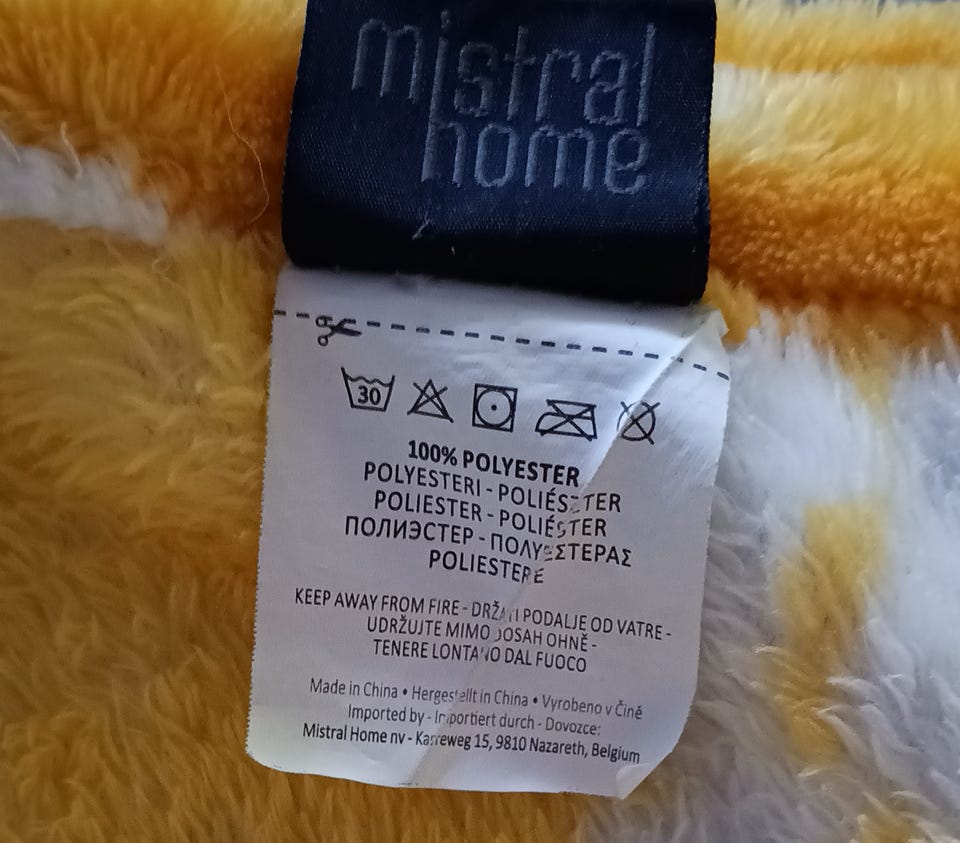 mistral
home
30
100% POLYESTER
POLYESTERI - POLIÉSZTER
POLIESTER - POLIÉSTER
ПОЛИЭСТЕР - ΠΟΛΥΕΣΤΕΡΑΣ
POLIESTERE
KEEP AWAY FROM FIRE - DRŽATI PODALJE OD VATRE -
UDRŽUJTE MIMO DOSAH OHNĚ -
TENERE LONTANO DAL FUOCO
Made in China • Hergestellt in China • Vyrobeno v Číně
Imported by - Importiert durch - Dovozce:
Mistral Home nv - Karreweg 15, 9810 Nazareth, Belgium